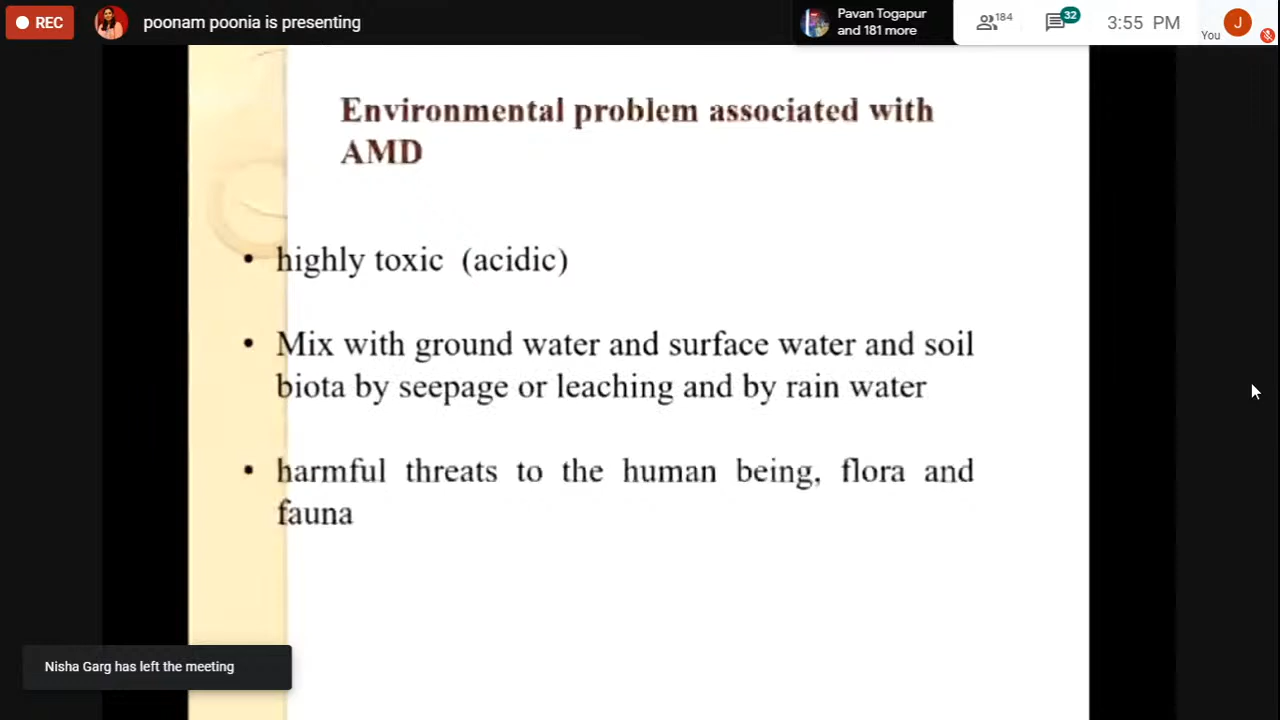 REC
poonam poonia is presenting
Pavan Togapur
and 181 more
184
32
3:55 PM
You
J
Environmental problem associated with
AMD
• highly toxic (acidic)
• Mix with ground water and surface water and soil
biota by seepage or leaching and by rain water
• harmful threats to the human being, flora and
fauna
Nisha Garg has left the meeting